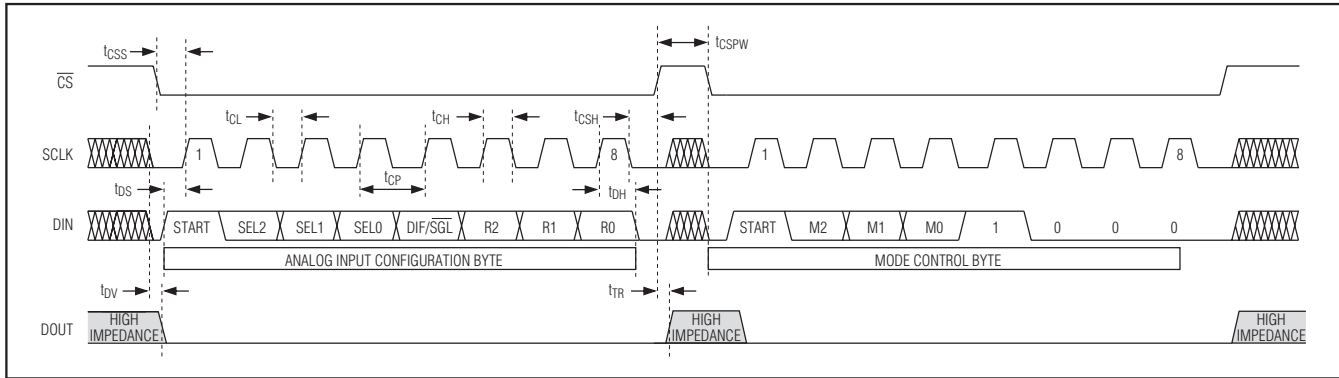 tCSS
tCSPW
CS
tCL
tCH
tCSH
SCLK
1
8
1
8
tDS
tCP
tDH
DIN
START
SEL2
SEL1
SEL0
DIF/SGL
R2
R1
R0
START
M2
M1
M0
1
0
0
0
ANALOG INPUT CONFIGURATION BYTE
MODE CONTROL BYTE
tDV
tTR
DOUT
HIGH
IMPEDANCE
HIGH
IMPEDANCE
HIGH
IMPEDANCE